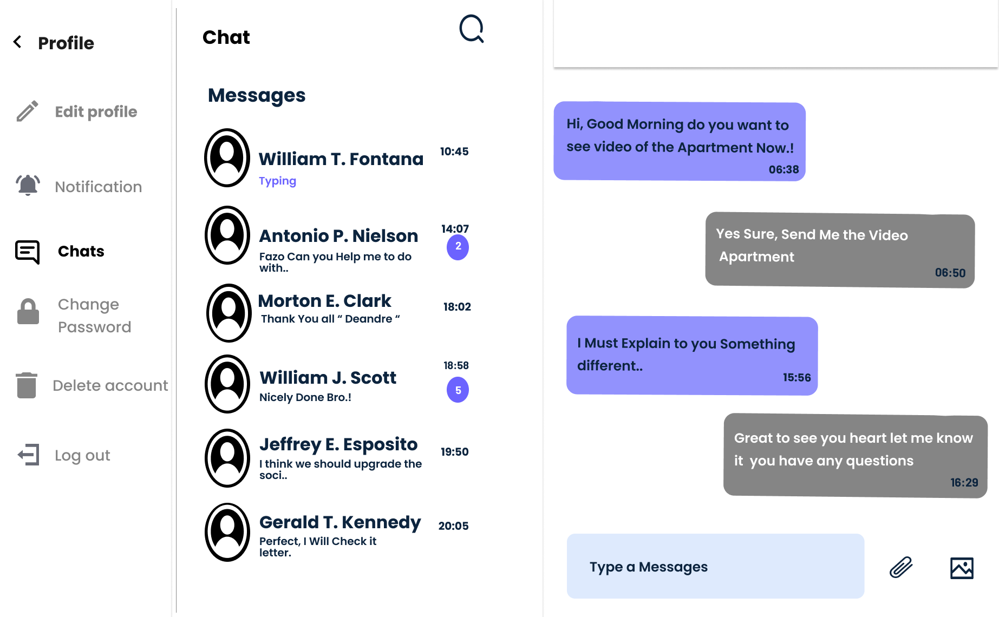 Profile
Edit profile
Notification
Chats
Change
Password
Delete account
Log out
Chat
Messages
William T. Fontana
10:45
Typing
Antonio P. Nielson
14:07
2
Fazo Can you Help me to do
with..
Morton E. Clark
18:02
Thank You all “ Deandre “
William J. Scott
18:58
5
Nicely Done Bro.!
Jeffrey E. Esposito
19:50
I think we should upgrade the
soci..
Gerald T. Kennedy
20:05
Perfect, I Will Check it
letter.
Hi, Good Morning do you want to
see video of the Apartment Now.!
06:38
Yes Sure, Send Me the Video
Apartment
06:50
I Must Explain to you Something
different..
15:56
Great to see you heart let me know
it  you have any questions
16:29
Type a Messages